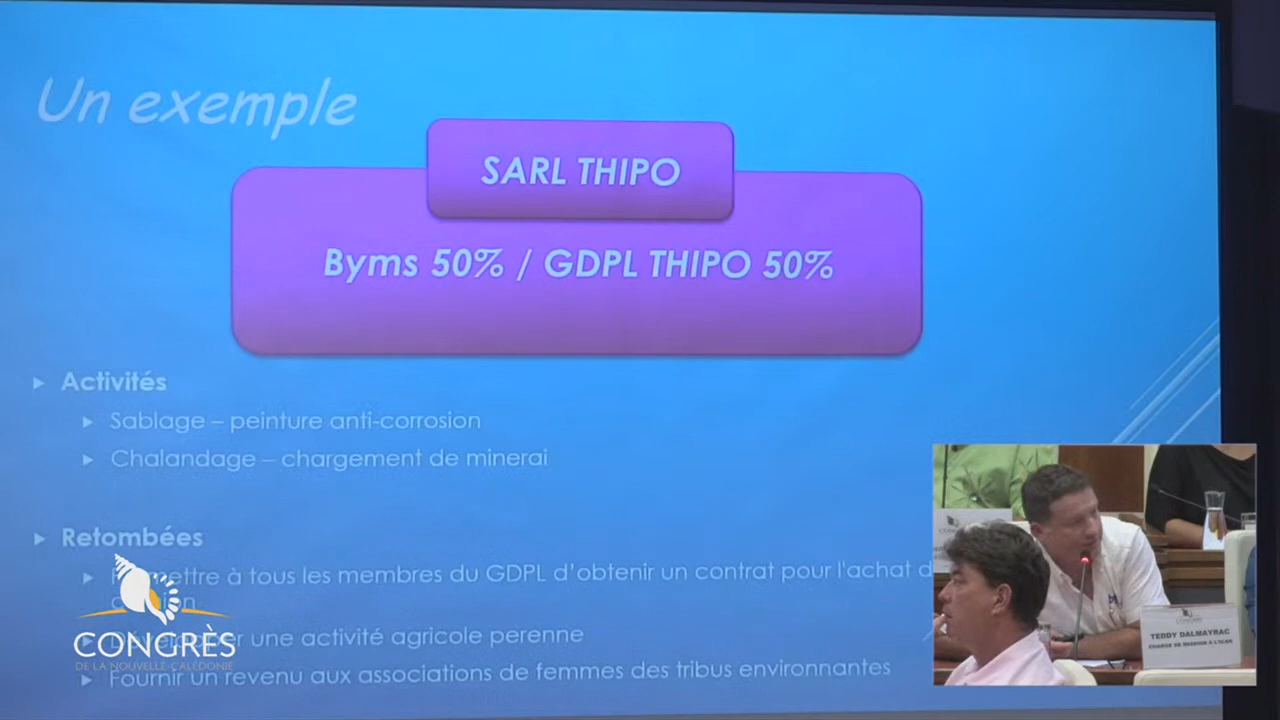 Un exemple
SARL THIPO
Byms 50% / GDPL THIPO 50%
Activités
Sablage – peinture anti-corrosion
Chalandage – chargement de minerai
Retombées
à tous les membres du GDPL d'obtenir un contrat pour l'achat
une activité agricole perenne
Fournir un revenu aux associations de femmes des tribus environnantes
CONGRÈS
DE LA NOUVELLE-CALÉDONIE
TEDDY DALMAYRAC